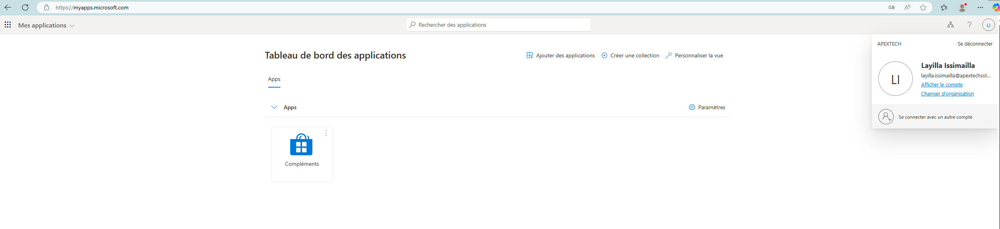 https://myapps.microsoft.com
Mes applications
Rechercher des applications
LI
APEXTECH
Se déconnecter
Tableau de bord des applications
Ajouter des applications
Créer une collection
Personnaliser la vue
LI
Layilla Issimailla
layilla.issimailla@apextechsol...
Afficher le compte
Changer d'organisation
Apps
Apps
Paramètres
Se connecter avec un autre compte
Compléments